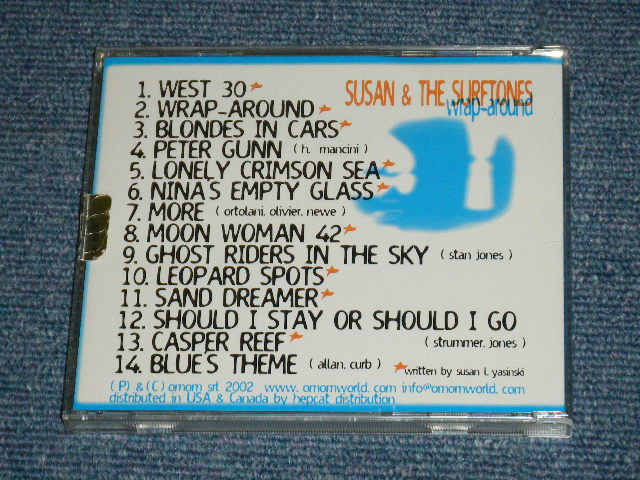 SUSAN & THE SURFTONES
wrap-around
1. WEST 30
2. WRAP-AROUND
3. BLONDES IN CARS
4. PETER GUNN ( h. mancini )
5. LONELY CRIMSON SEA
6. NINA'S EMPTY GLASS
7. MORE ( ortolani. olivier. newe )
8. MOON WOMAN 42
9. GHOST RIDERS IN THE SKY ( stan jones )
10. LEOPARD SPOTS
11. SAND DREAMER
12. SHOULD I STAY OR SHOULD I GO
( strummer. jones )
13. CASPER REEF
14. BLUE'S THEME ( allan. curb )
written by susan l. yasinski
( P) & (C) omom srl 2002 www. omomworld. com info@omomworld. com
distributed in USA & Canada by hepcat distribution